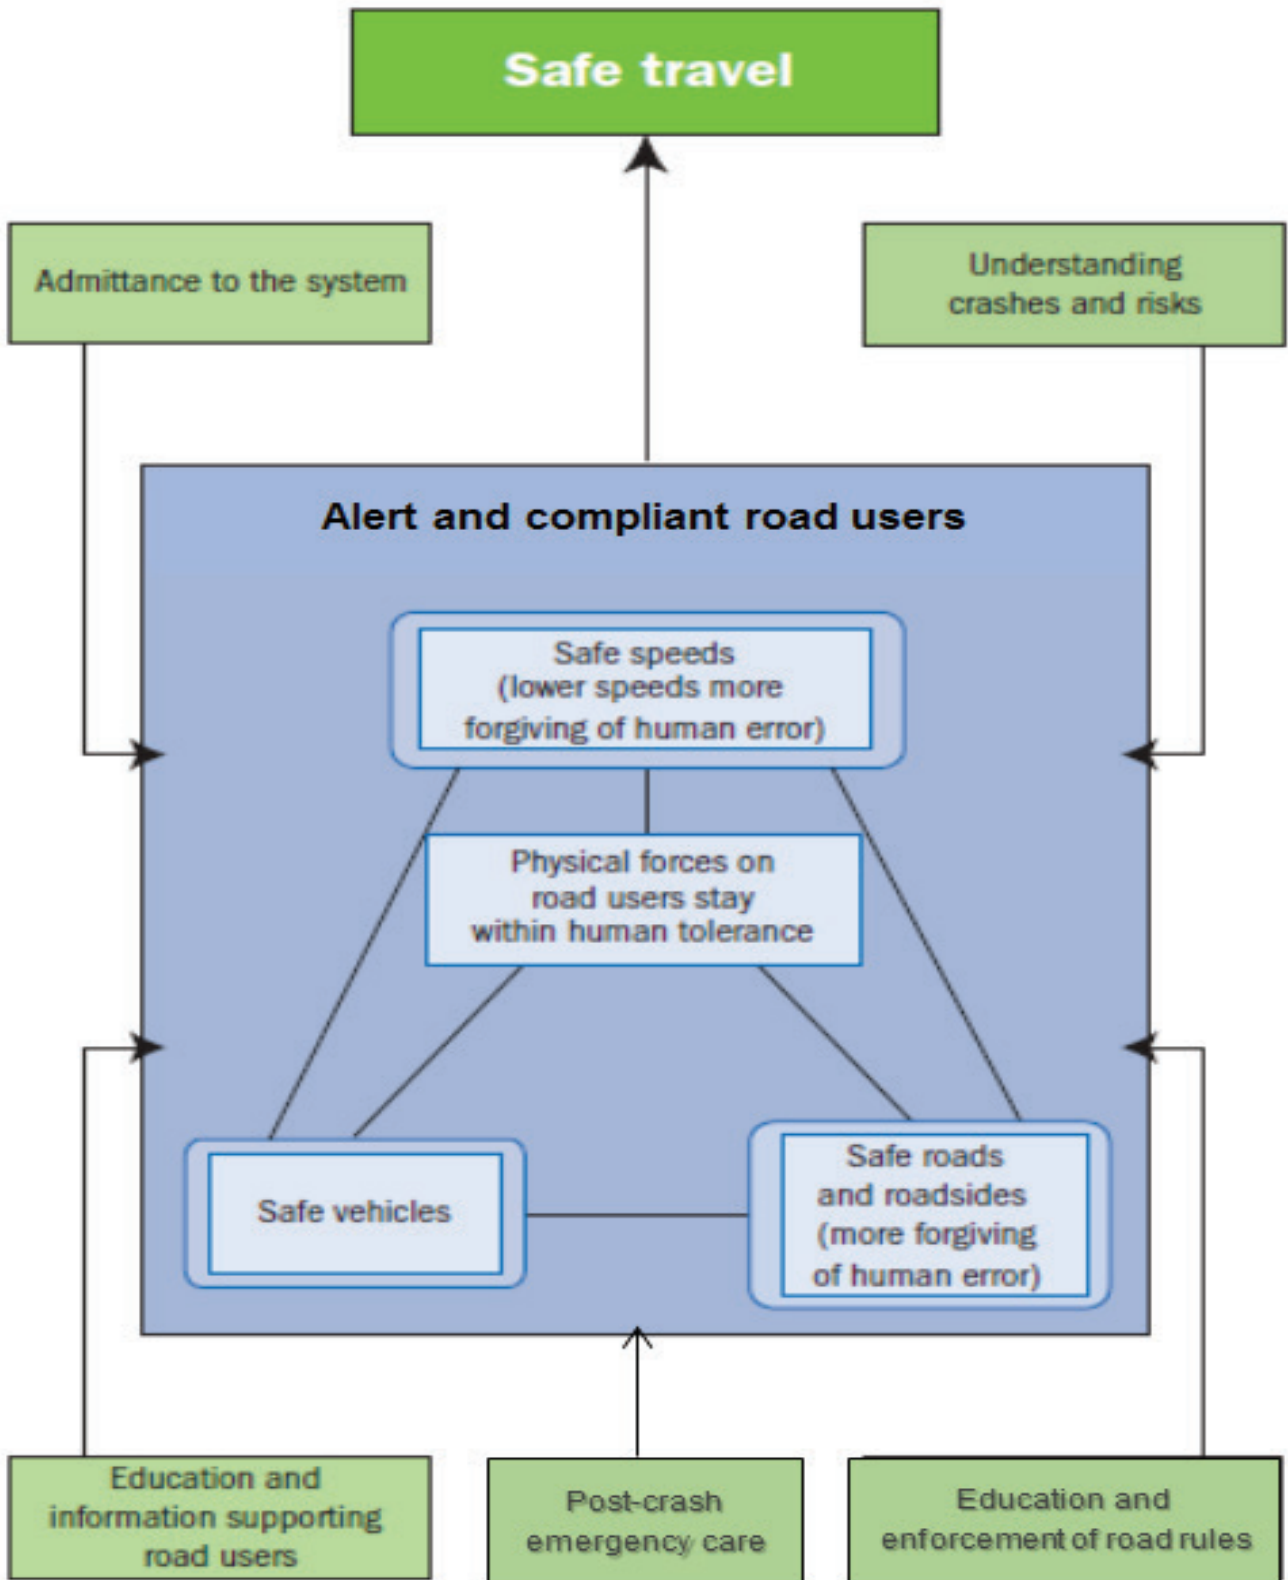 Safe travel
Admittance to the system
Understanding
crashes and risks
Alert and compliant road users
Safe speeds
(lower speeds more
forgiving of human error)
Physical forces on
road users stay
within human tolerance
Safe vehicles
Safe roads
and roadsides
(more forgiving
of human error)
Education and
information supporting
road users
Post-crash
emergency care
Education and
enforcement of road rules